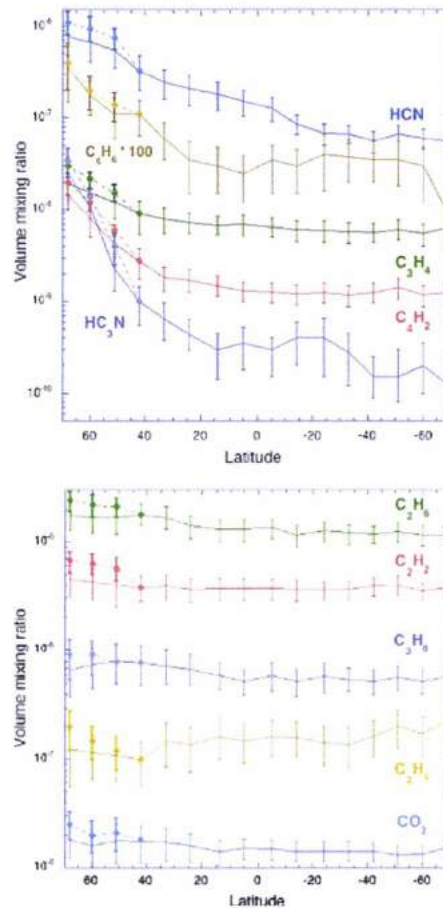 10⁻⁶
HCN
10⁻⁷
C₆H₆ * 100
10⁻⁸
C₃H₄
C₄H₂
10⁻⁹
HC₃N
10⁻¹⁰
Volume mixing ratio
60 40 20 0 -20 -40 -60
Latitude
C₂H₆
10⁻⁵
C₂H₂
10⁻⁶
C₃H₈
10⁻⁷
C₂H₄
CO₂
10⁻⁸
Volume mixing ratio
60 40 20 0 -20 -40 -60
Latitude